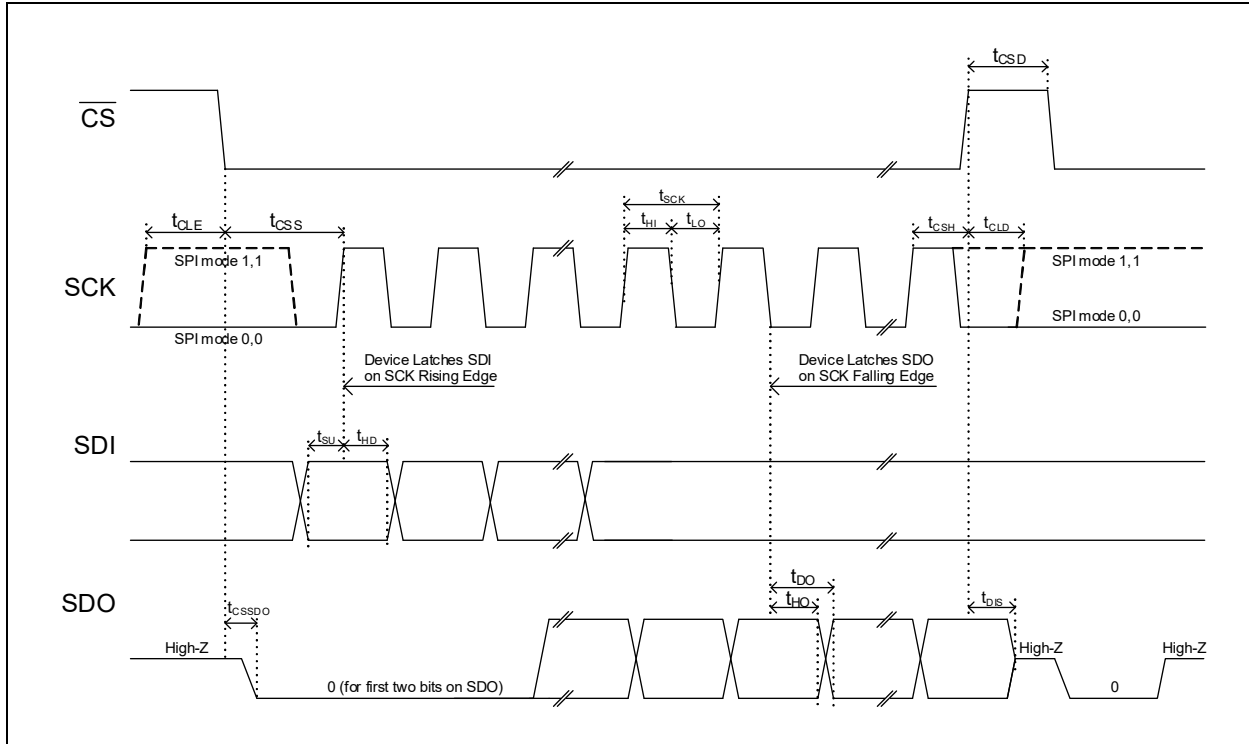 tCSD
CS
tSCK
tCLE
tCSS
tHI
tLO
tCSH
tCLD
SPI mode 1,1
SPI mode 1,1
SCK
SPI mode 0,0
SPI mode 0,0
Device Latches SDI
on SCK Rising Edge
Device Latches SDO
on SCK Falling Edge
SDI
tSU
tHD
SDO
tDO
tCSSDO
tHO
tDIS
High-Z
High-Z
High-Z
0 (for first two bits on SDO)
0